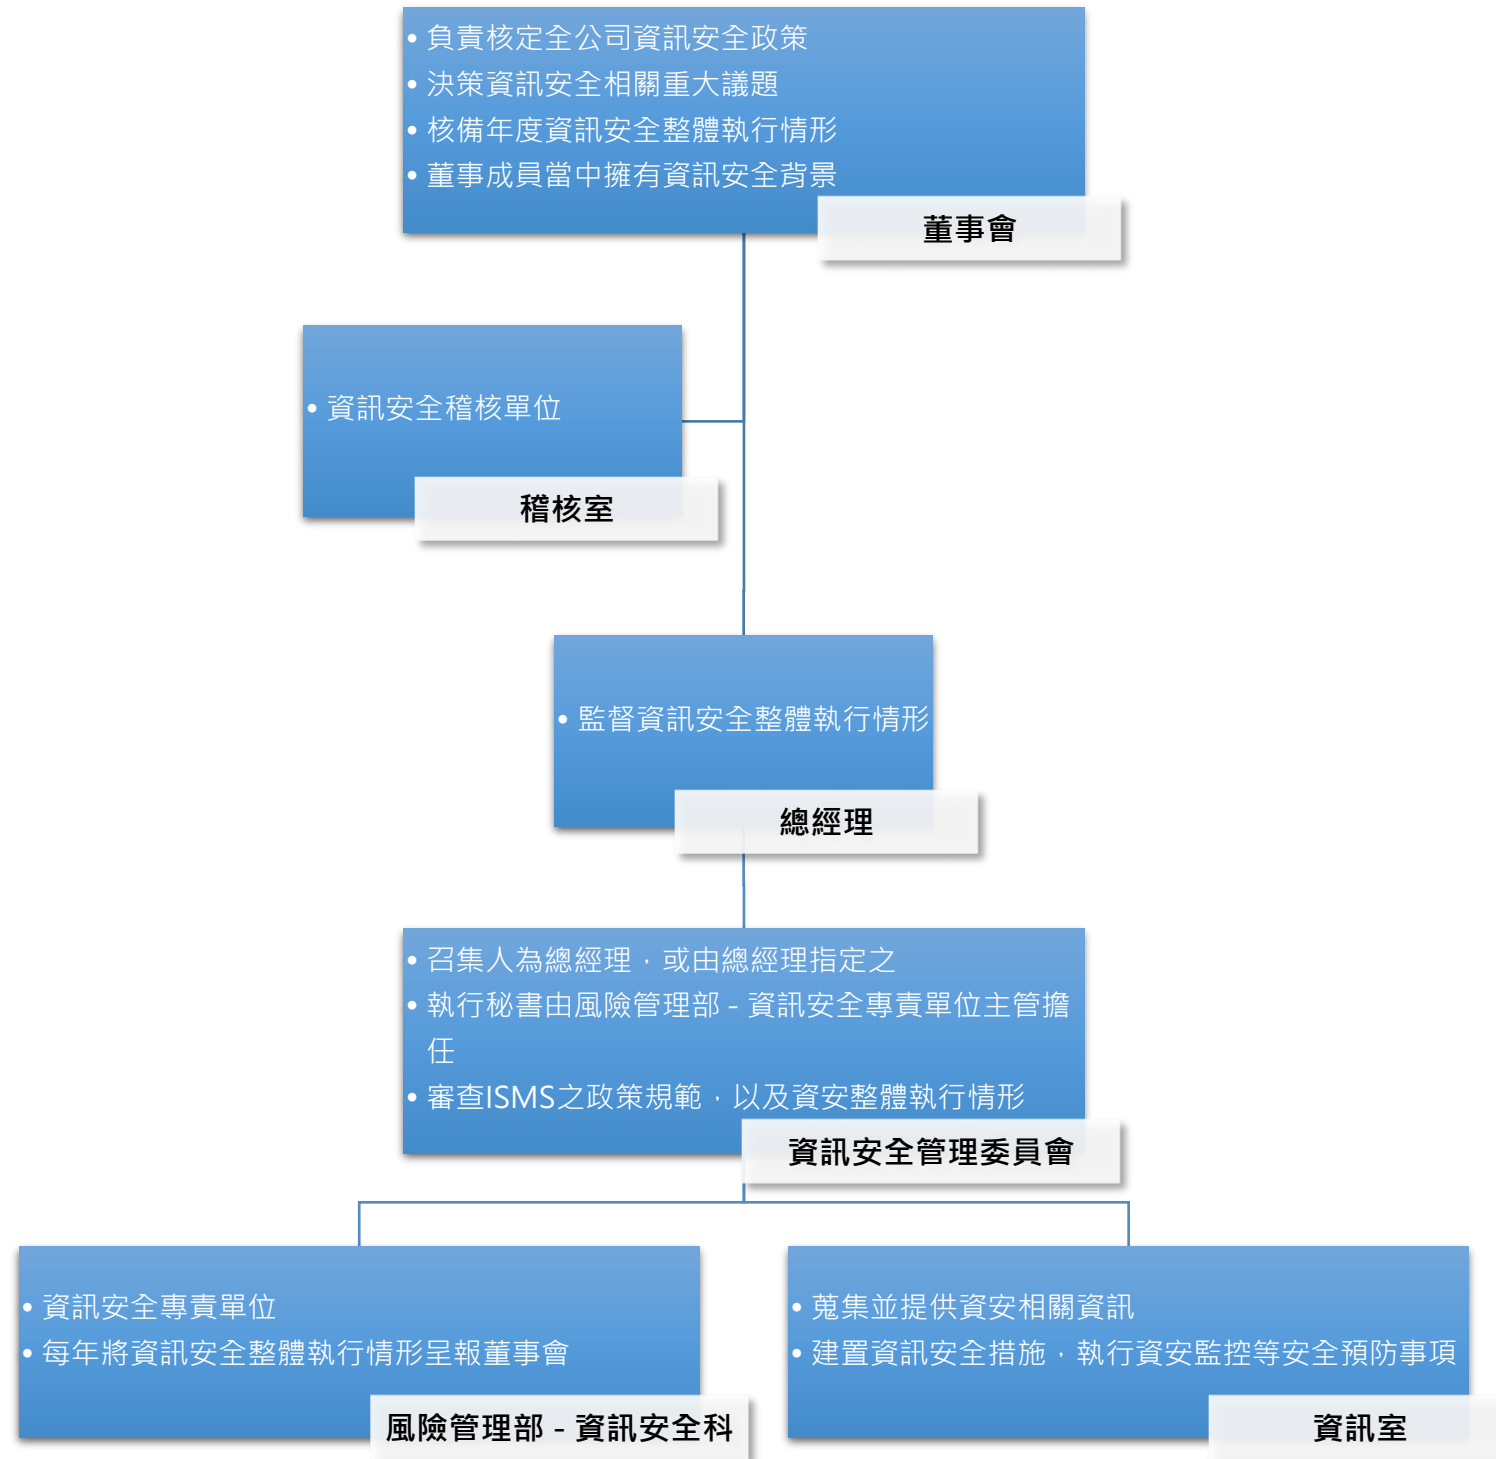 • 負責核定全公司資訊安全政策
• 決策資訊安全相關重大議題
• 核備年度資訊安全整體執行情形
• 董事成員當中擁有資訊安全背景
董事會
• 資訊安全稽核單位
稽核室
• 監督資訊安全整體執行情形
總經理
• 召集人為總經理，或由總經理指定之
• 執行秘書由風險管理部 - 資訊安全專責單位主管擔
任
• 審查ISMS之政策規範，以及資安整體執行情形
資訊安全管理委員會
• 資訊安全專責單位
• 每年將資訊安全整體執行情形呈報董事會
風險管理部 - 資訊安全科
• 蒐集並提供資安相關資訊
• 建置資訊安全措施，執行資安監控等安全預防事項
資訊室